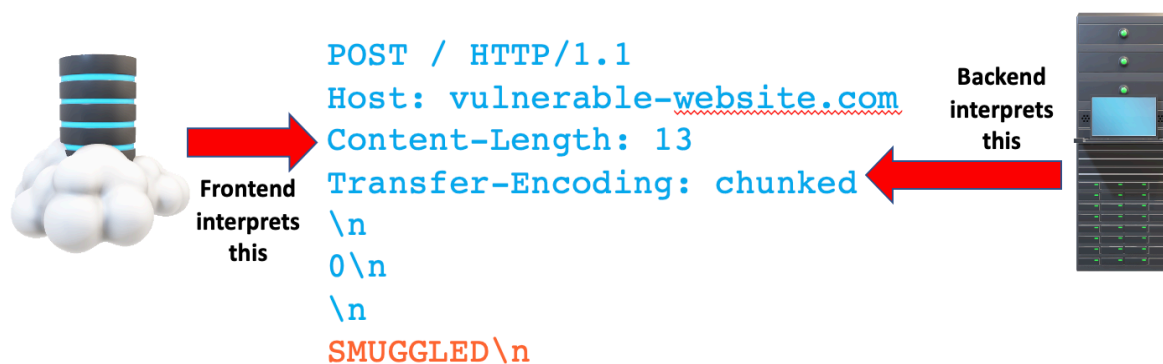 POST / HTTP/1.1
Host: vulnerable-website.com
Content-Length: 13
Transfer-Encoding: chunked
\n
0\n
\n
SMUGGLED\n
Frontend
interprets
this
Backend
interprets
this